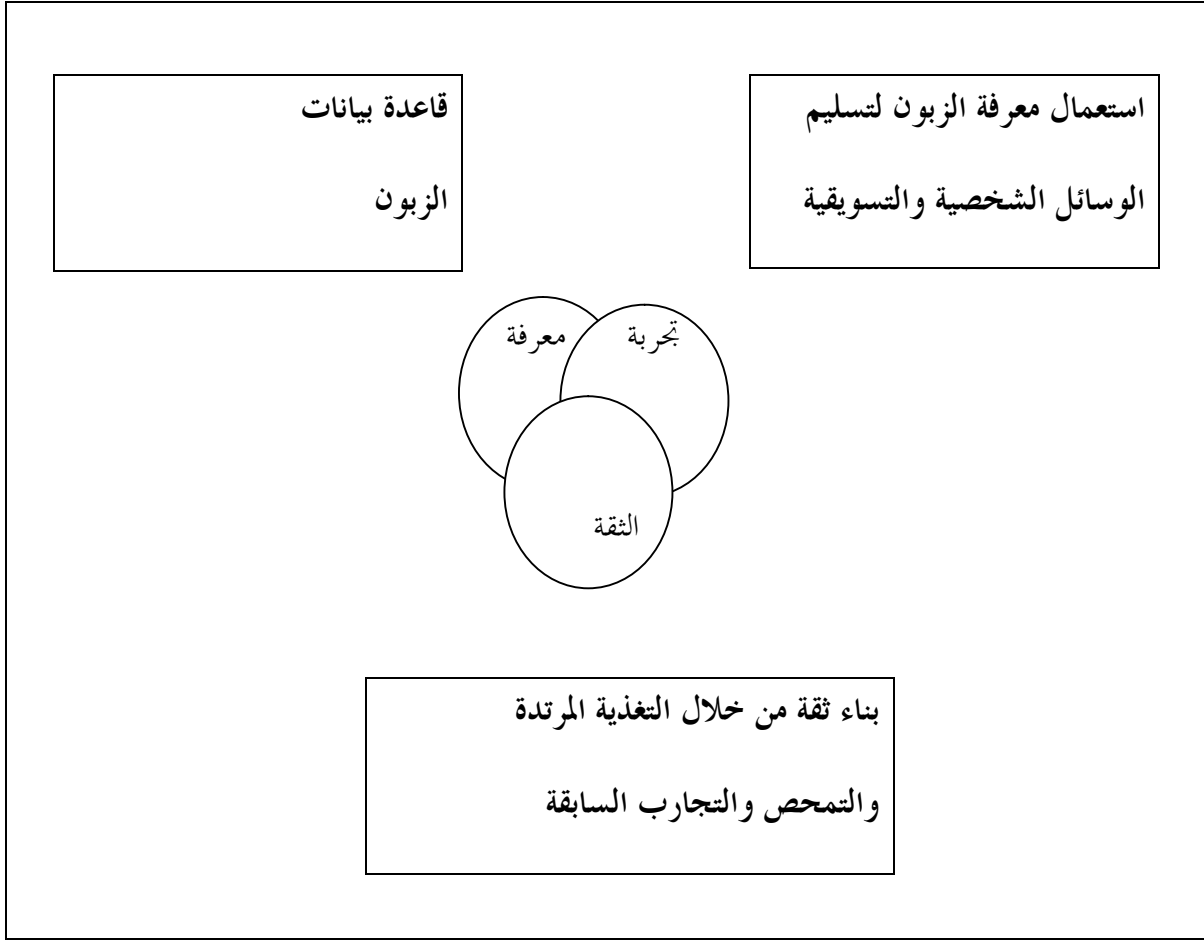 استعمال معرفة الزبون لتسليم
الوسائل الشخصية والتسويقية
قاعدة بيانات
الزبون
تجربة
معرفة
الثقة
بناء ثقة من خلال التغذية المرتدة
والتمحص والتجارب السابقة